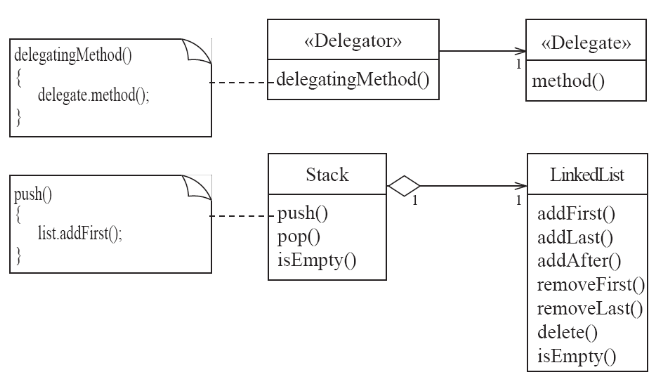 delegatingMethod()
{
delegate.method();
}
«Delegator»
delegatingMethod()
1
«Delegate»
method()
push()
{
list.addFirst();
}
Stack
push()
pop()
isEmpty()
1
1
LinkedList
addFirst()
addLast()
addAfter()
removeFirst()
removeLast()
delete()
isEmpty()